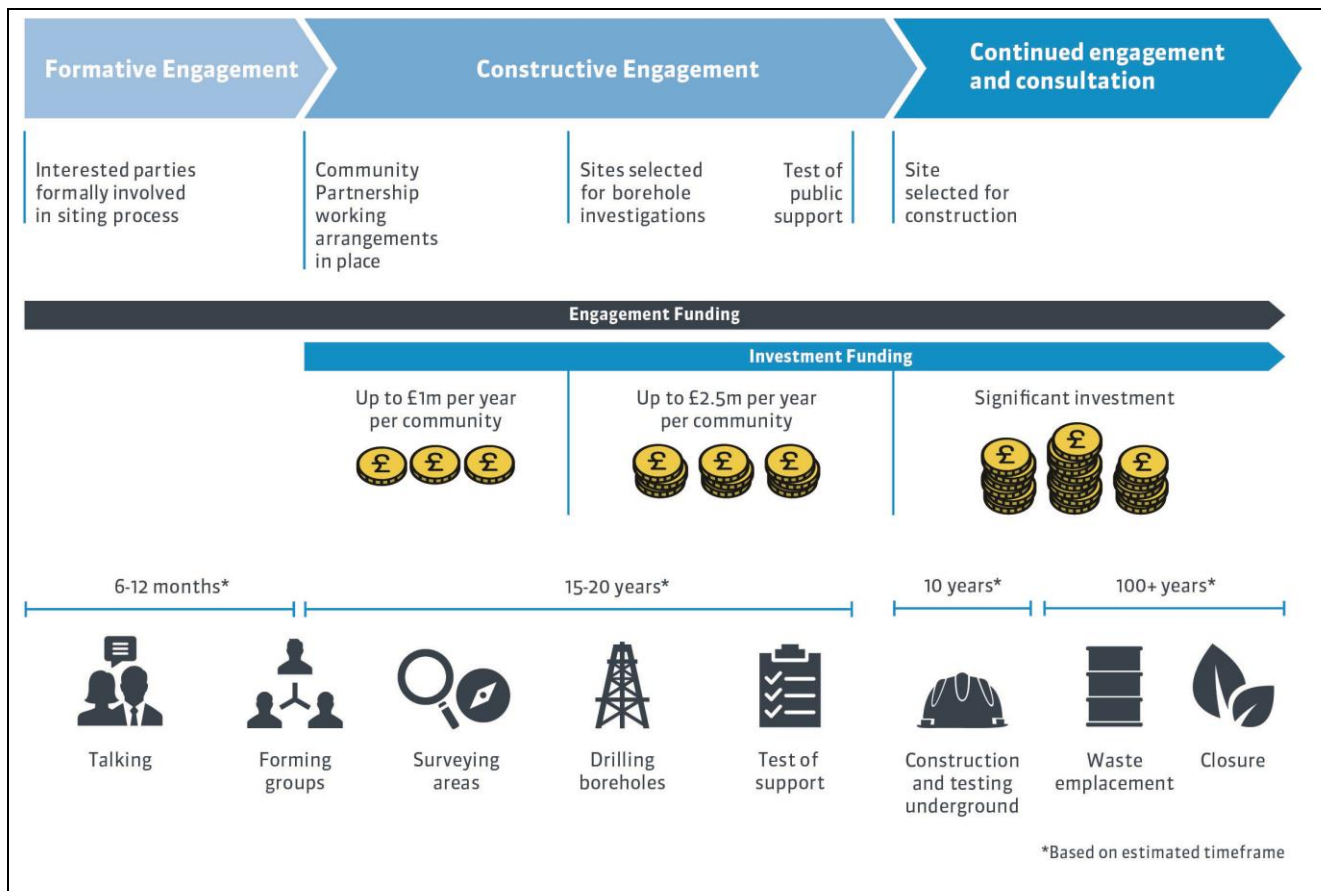 Formative Engagement
Constructive Engagement
Continued engagement
and consultation
Interested parties
formally involved
in siting process
Community
Partnership
working
arrangements
in place
Sites selected
for borehole
investigations
Test of
public
support
Site
selected for
construction
Engagement Funding
Investment Funding
Up to £1m per year
per community
Up to £2.5m per year
per community
Significant investment
£ £ £
£ £ £
£ £ £
6-12 months*
15-20 years*
10 years*
100+ years*
Talking
Forming
groups
Surveying
areas
Drilling
boreholes
Test of
support
Construction
and testing
underground
Waste
emplacement
Closure
*Based on estimated timeframe